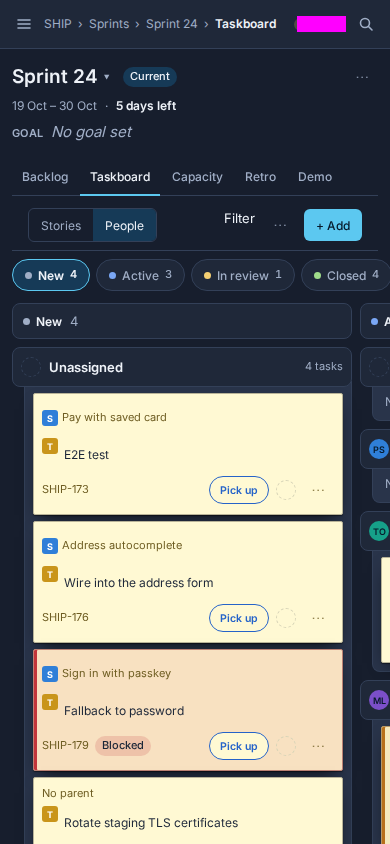 SHIP › Sprints › Sprint 24 › Taskboard
Sprint 24 ▾ Current ...
19 Oct – 30 Oct · 5 days left
GOAL No goal set
Backlog Taskboard Capacity Retro Demo
Stories People Filter ... + Add
New 4 Active 3 In review 1 Closed 4
New 4
Unassigned 4 tasks
S Pay with saved card
T E2E test
SHIP-173 Pick up ...
S Address autocomplete
T Wire into the address form
SHIP-176 Pick up ...
S Sign in with passkey
T Fallback to password
SHIP-179 Blocked Pick up ...
No parent
T Rotate staging TLS certificates
PS
TO
ML